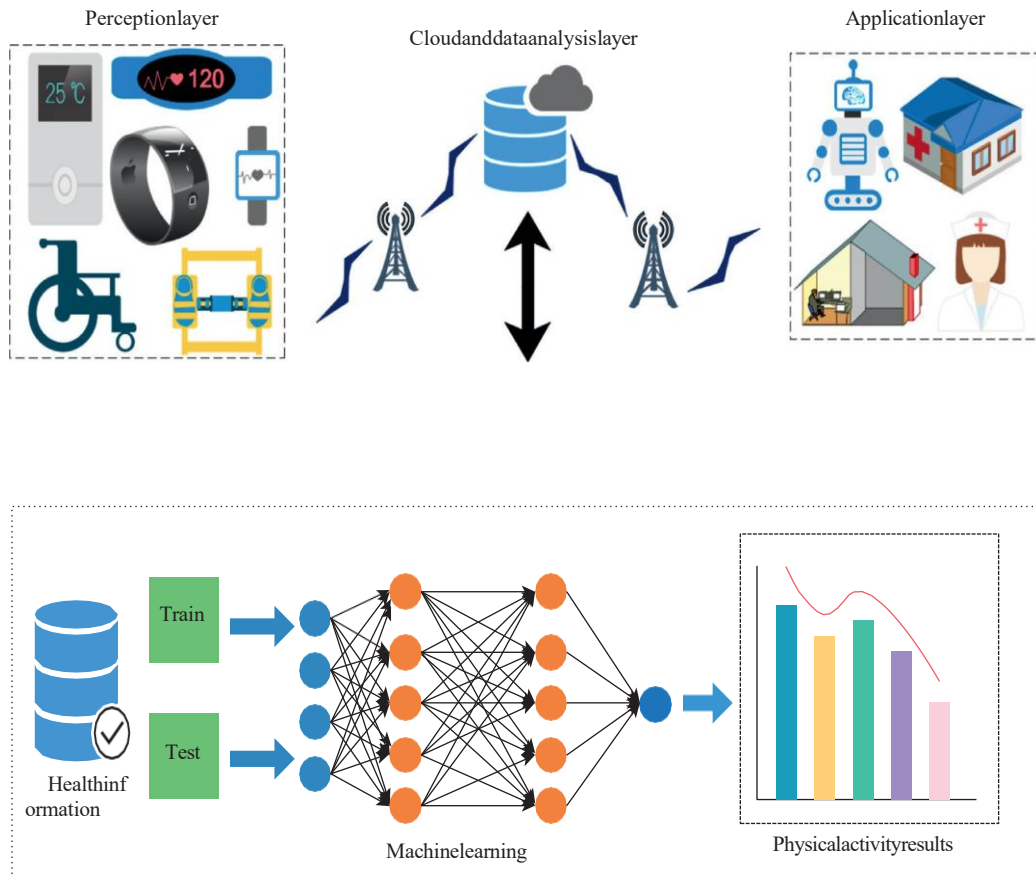 Perceptionlayer
Cloudanddataanalysislayer
Applicationlayer
25 °C
120
Train
Test
Healthinf
ormation
Machinelearning
Physicalactivityresults